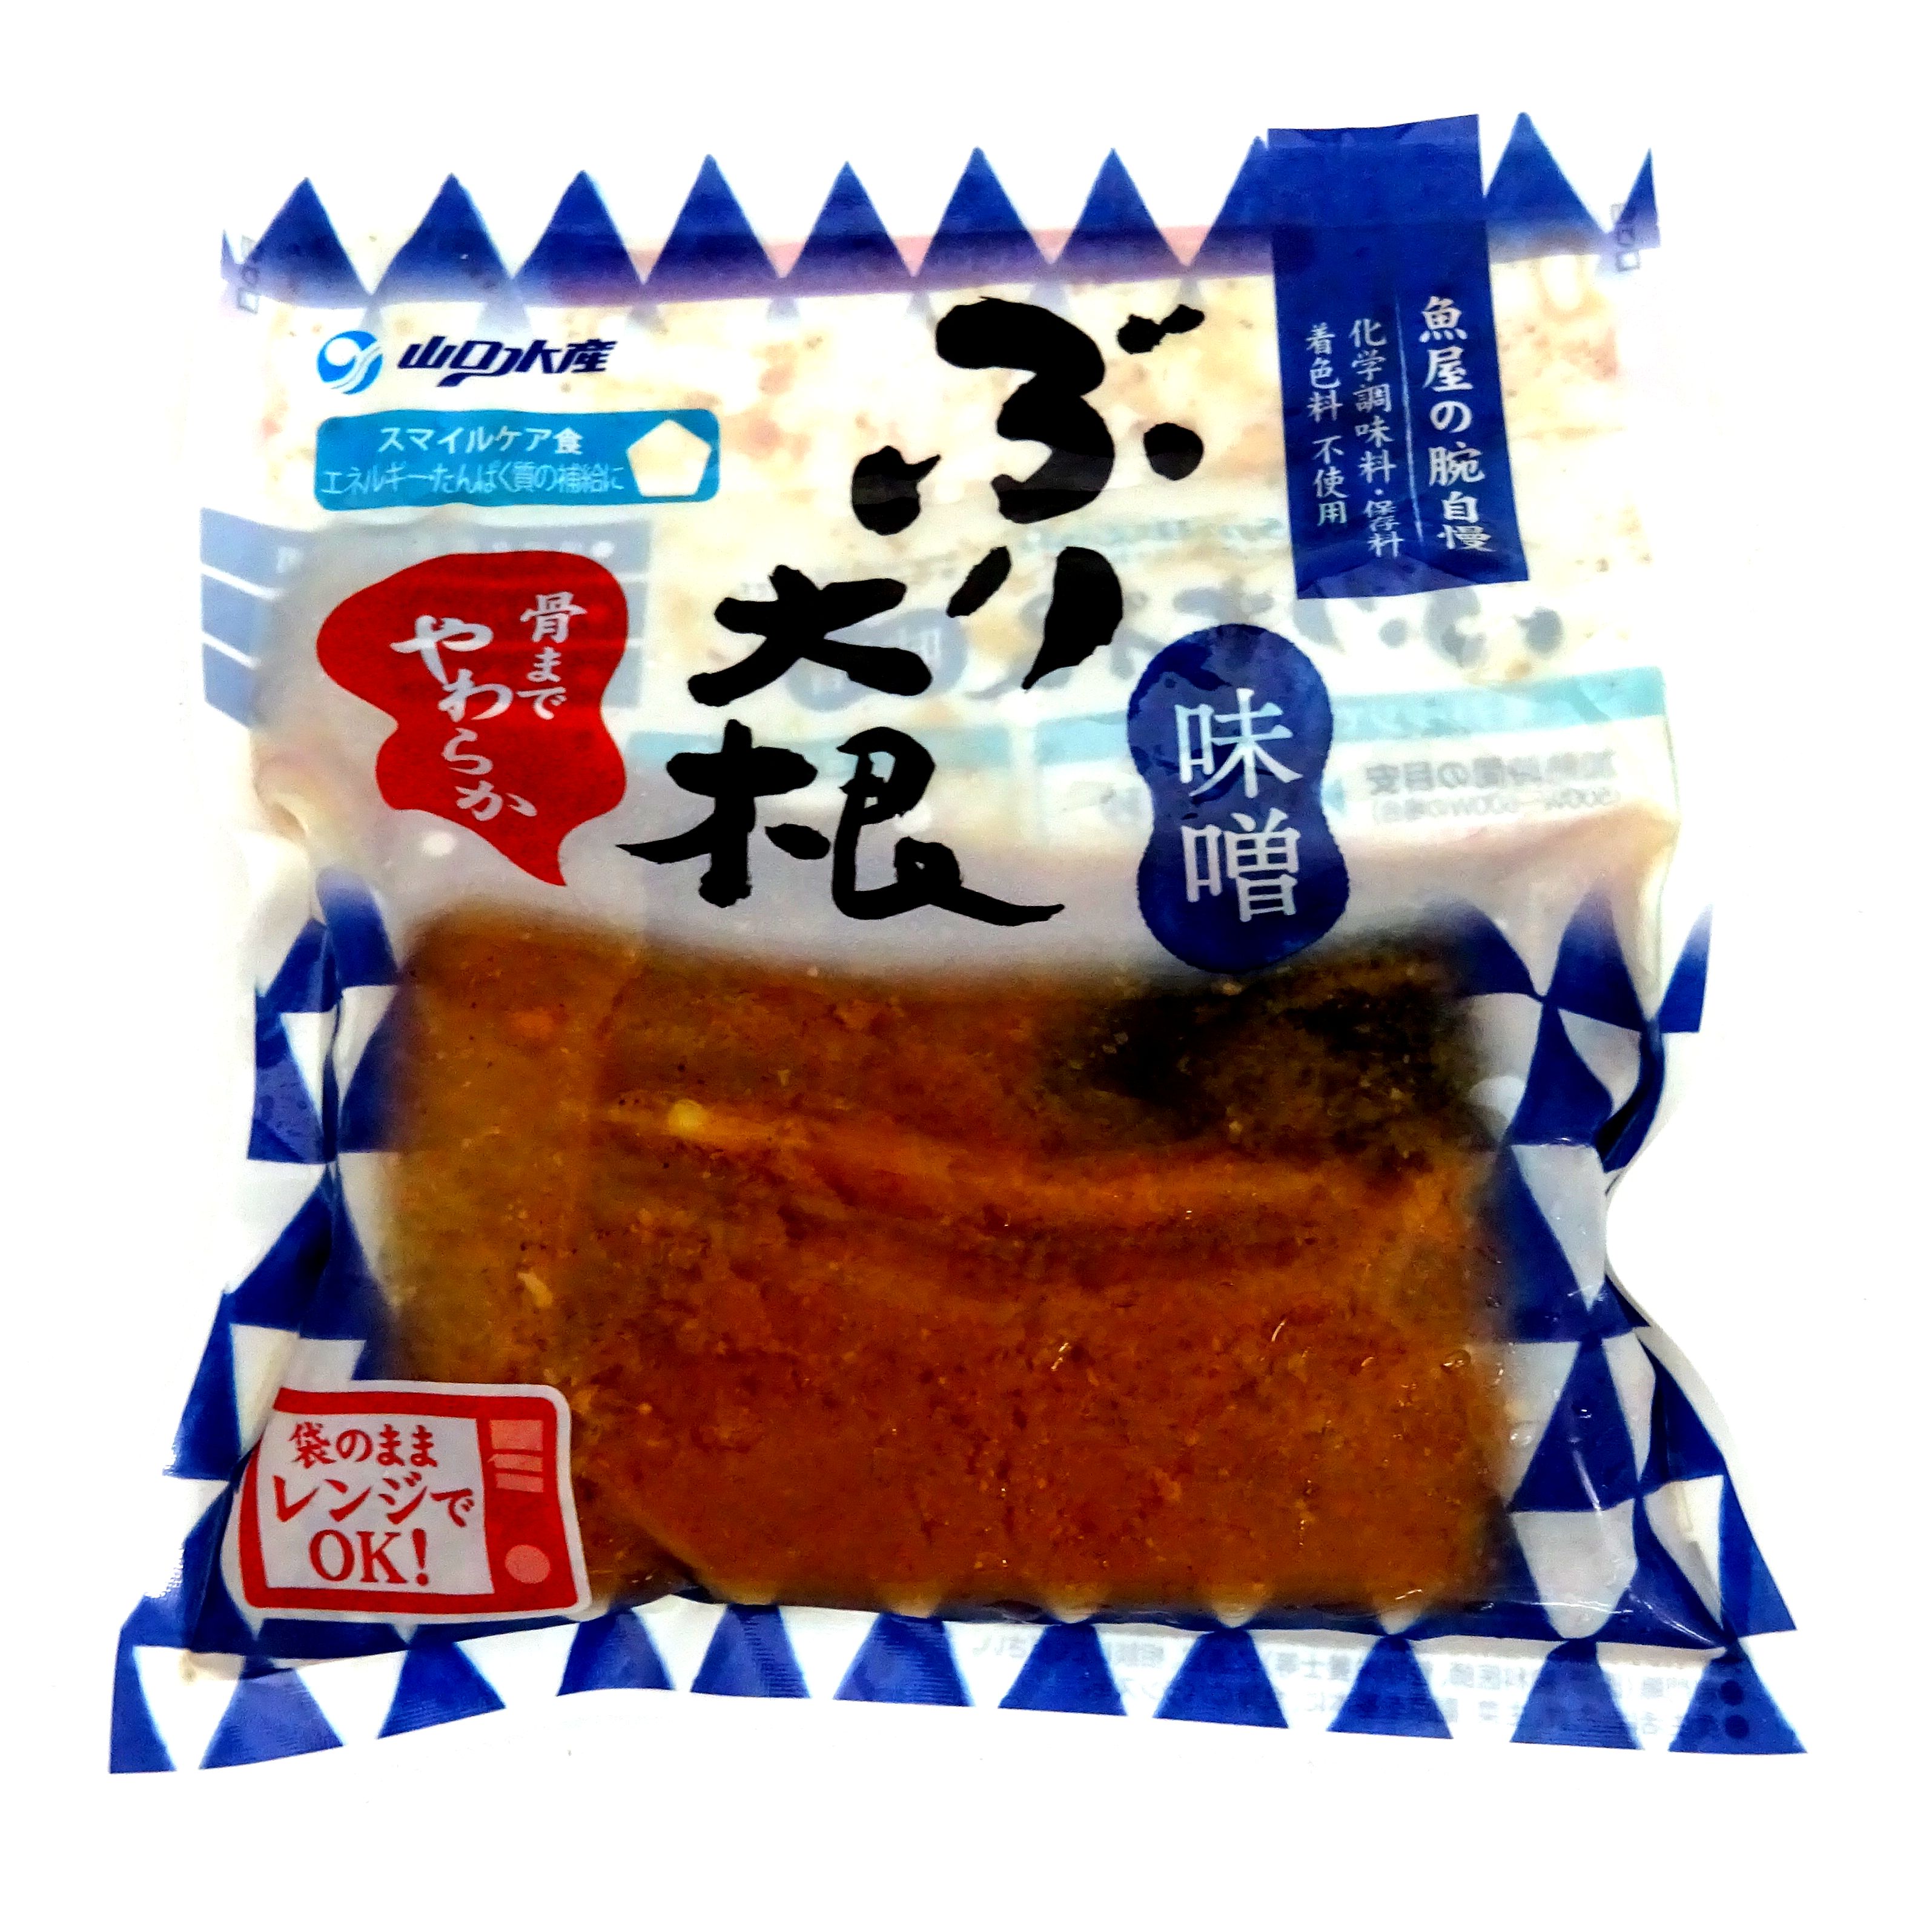 山口水産
スマイルケア食
エネルギー・たんぱく質の補給に
魚屋の腕自慢
化学調味料・保存料
着色料 不使用
ぶり
大根
味噌
骨まで
やわらか
袋のまま
レンジで
OK!